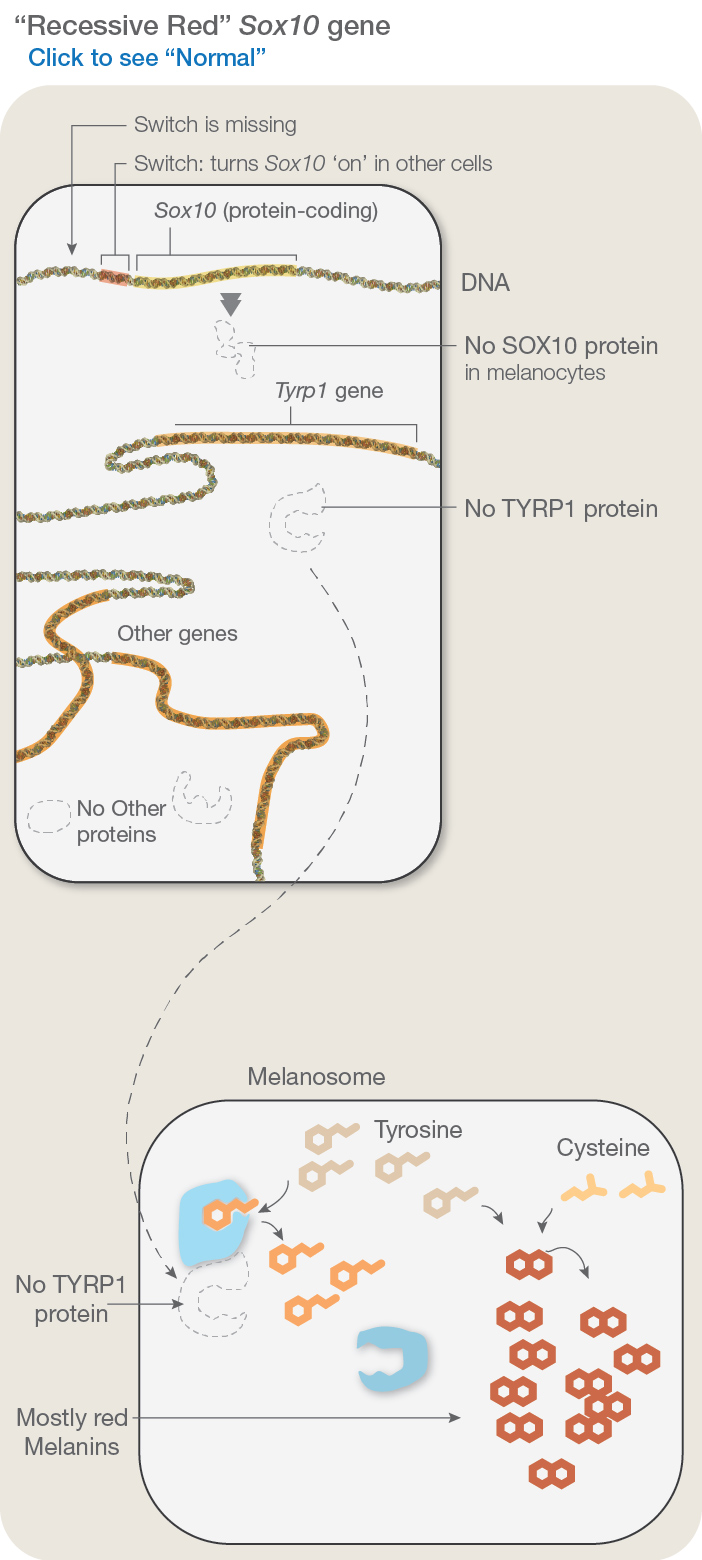 “Recessive Red” Sox10 gene
Click to see “Normal”
Switch is missing
Switch: turns Sox10 ‘on’ in other cells
Sox10 (protein-coding)
DNA
No SOX10 protein
in melanocytes
Tyrp1 gene
No TYRP1 protein
Other genes
No Other
proteins
Melanosome
Tyrosine
Cysteine
No TYRP1
protein
Mostly red
Melanins